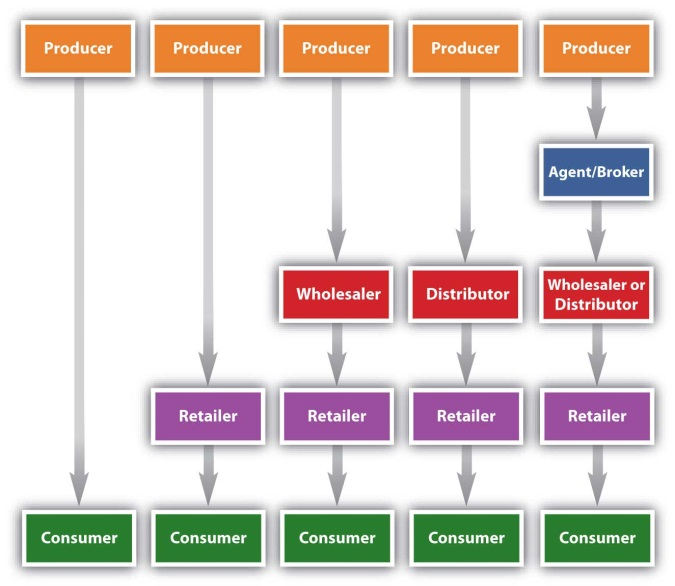 Producer
Producer
Producer
Producer
Producer
Agent/Broker
Wholesaler
Distributor
Wholesaler or
Distributor
Retailer
Retailer
Retailer
Retailer
Consumer
Consumer
Consumer
Consumer
Consumer